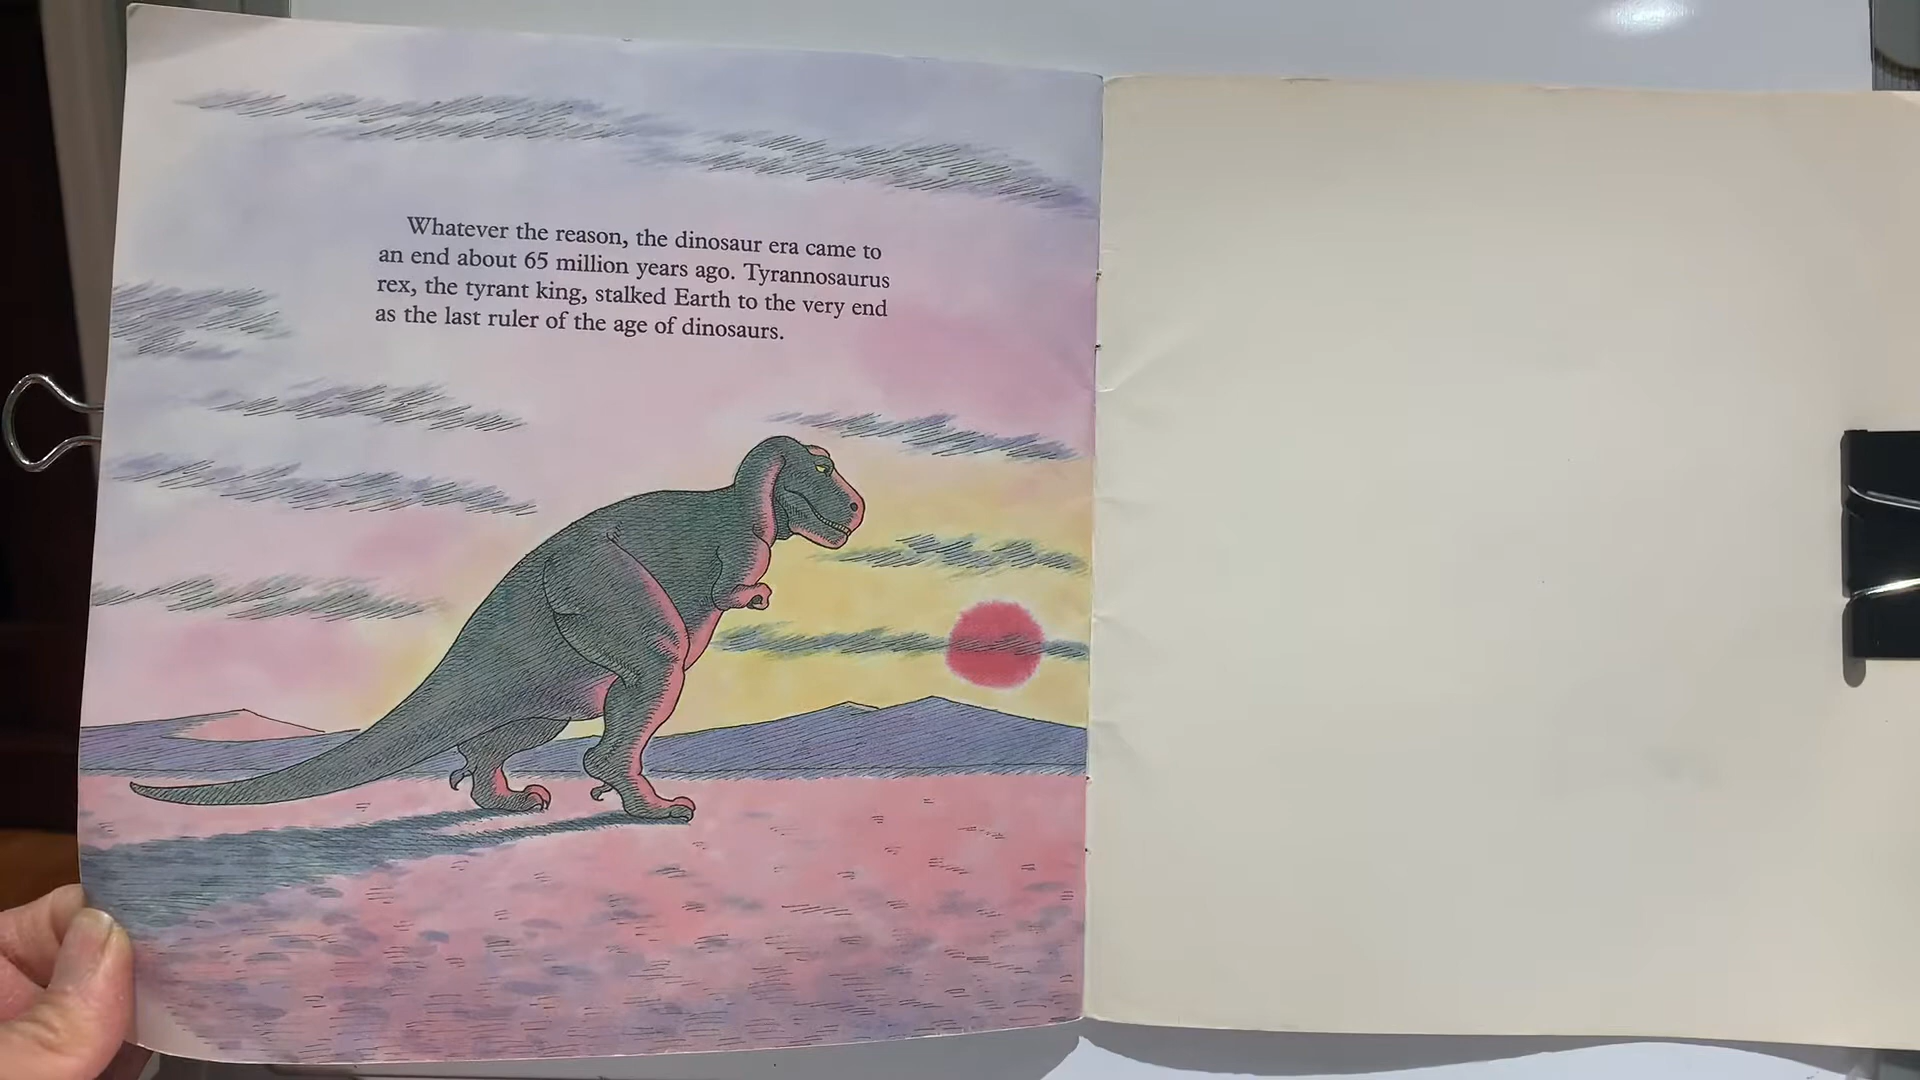 Whatever the reason, the dinosaur era came to
an end about 65 million years ago. Tyrannosaurus
rex, the tyrant king, stalked Earth to the very end
as the last ruler of the age of dinosaurs.